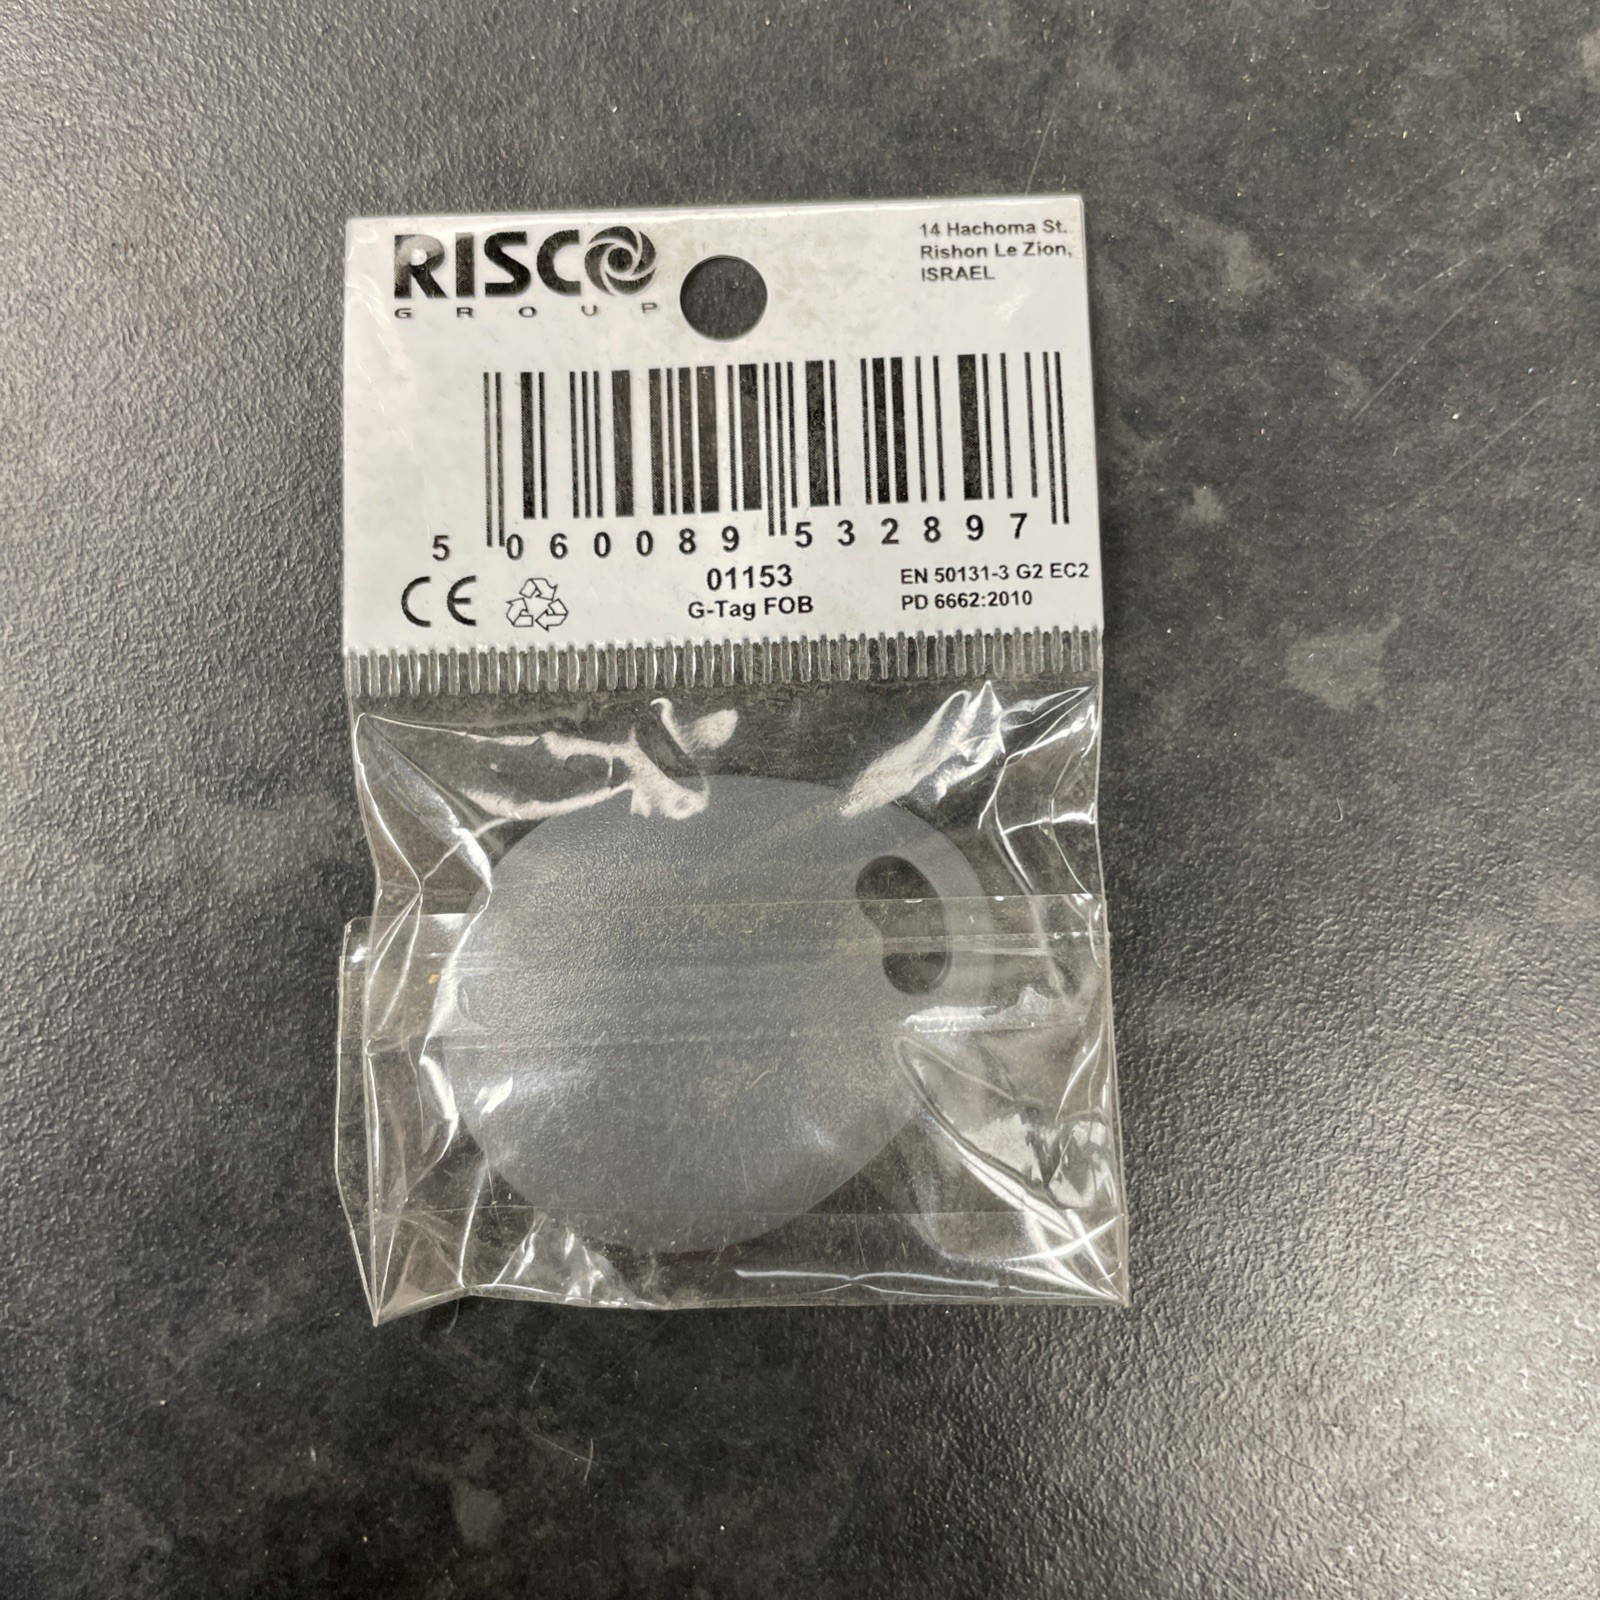 RISCO
GROUP
14 Hachoma St.
Rishon Le Zion,
ISRAEL
5 060089 532897
CE
01153
G-Tag FOB
EN 50131-3 G2 EC2
PD 6662:2010